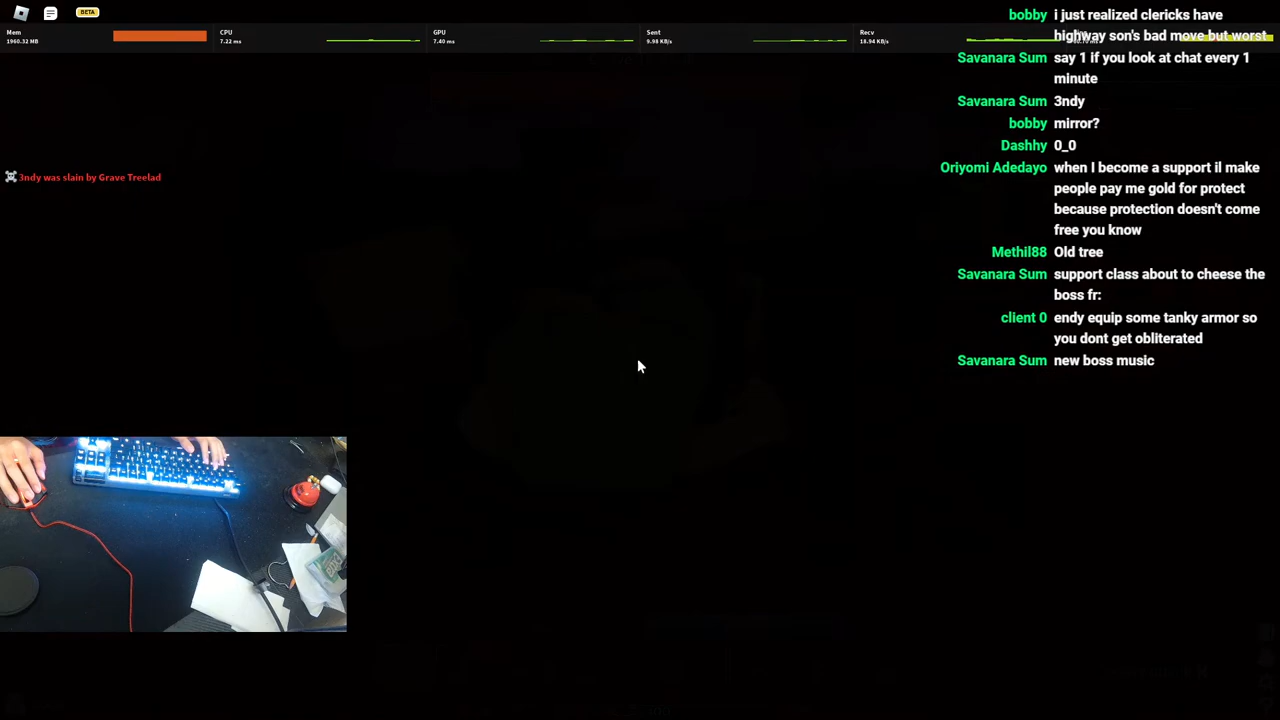 BETA
Mem CPU GPU Sent Recv
1960.32 MB 7.22 ms 7.40 ms 9.98 KB/s 18.94 KB/s
3ndy was slain by Grave Treelad
bobby i just realized clericks have
highway son's bad move but worst
Savanara Sum say 1 if you look at chat every 1
minute
Savanara Sum 3ndy
bobby mirror?
Dashhy 0_0
Oriyomi Adedayo when I become a support il make
people pay me gold for protect
because protection doesn't come
free you know
Methil88 Old tree
Savanara Sum support class about to cheese the
boss fr:
client 0 endy equip some tanky armor so
you dont get obliterated
Savanara Sum new boss music